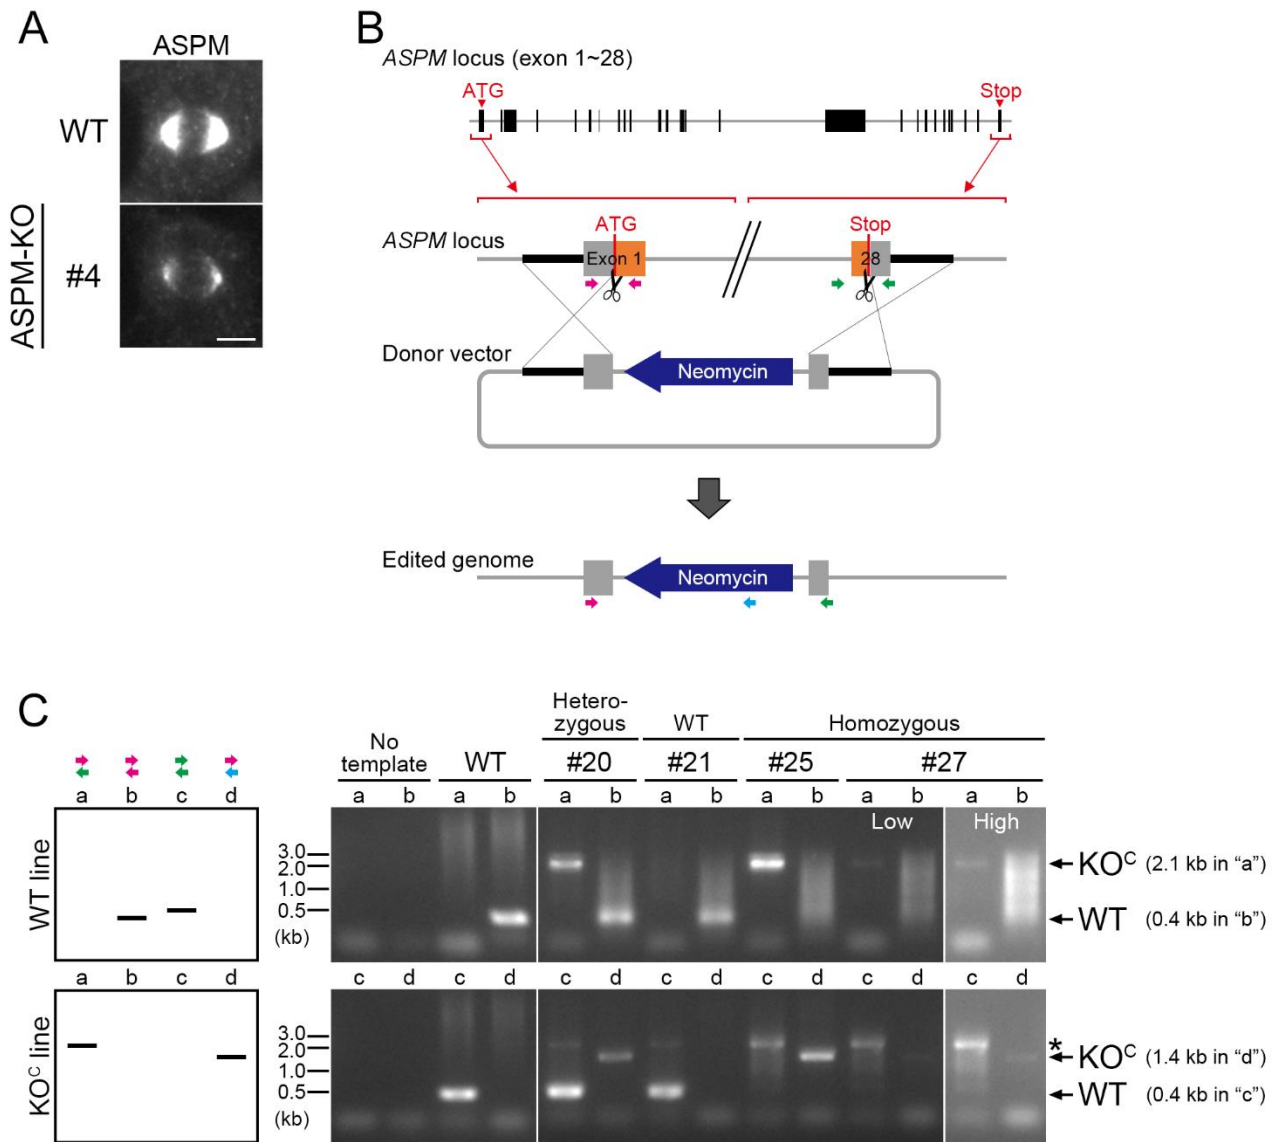 A
ASPM
WT
ASPM-KO
#4
B
ASPM locus (exon 1~28)
ATG
Stop
ASPM locus
ATG
Stop
Exon 1
28
Donor vector
Neomycin
Edited genome
Neomycin
C
a b c d
WT line
a b c d
KOᶜ line
No template
WT
Hetero-zygous
#20
WT
#21
Homozygous
#25
#27
a b a b a b a b a b a b a b
Low
High
3.0
2.0
1.0
0.5
(kb)
KOᶜ (2.1 kb in “a”)
WT (0.4 kb in “b”)
c d c d c d c d c d c d c d
3.0
2.0
1.0
0.5
(kb)
*
KOᶜ (1.4 kb in “d”)
WT (0.4 kb in “c”)